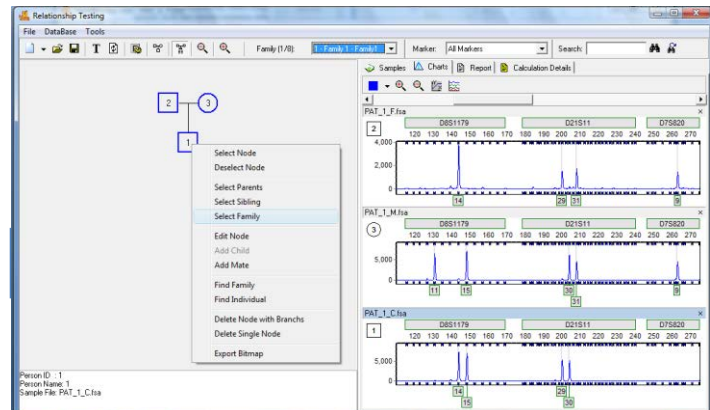 Relationship Testing
File DataBase Tools
T Family (1/8): 1 - Family 1 - Family1 Marker: All Markers Search:
Samples Charts Report Calculation Details
2 3
1
Select Node
Deselect Node
Select Parents
Select Sibling
Select Family
Edit Node
Add Child
Add Mate
Find Family
Find Individual
Delete Node with Branchs
Delete Single Node
Export Bitmap
Person ID : 1
Person Name: 1
Sample File: PAT_1_C.fsa
PAT_1_F.fsa ×
2 D8S1179 D21S11 D7S820
120 130 140 150 160 170 180 190 200 210 220 230 240 250 260
4,000
2,000
0
14 29 31 9
PAT_1_M.fsa ×
3 D8S1179 D21S11 D7S820
120 130 140 150 160 170 180 190 200 210 220 230 240 250 260
5,000
0
11 15 30 9
31
PAT_1_C.fsa ×
1 D8S1179 D21S11 D7S820
120 130 140 150 160 170 180 190 200 210 220 230 240 250 260
5,000
0
14 29
15 30